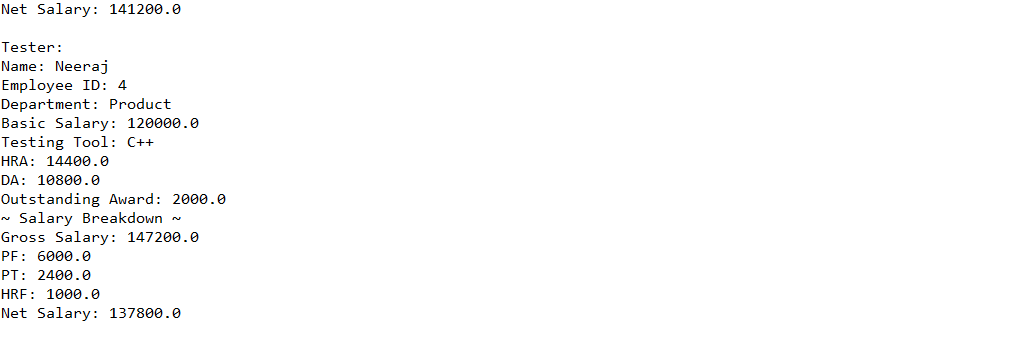 Net Salary: 141200.0
Tester:
Name: Neeraj
Employee ID: 4
Department: Product
Basic Salary: 120000.0
Testing Tool: C++
HRA: 14400.0
DA: 10800.0
Outstanding Award: 2000.0
~ Salary Breakdown ~
Gross Salary: 147200.0
PF: 6000.0
PT: 2400.0
HRF: 1000.0
Net Salary: 137800.0